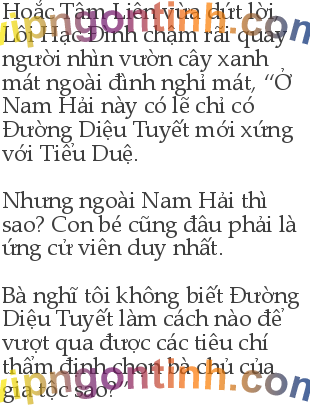 Hoắc Tâm Liên vừa dứt lời,
Lôi Hạc Đình chậm rãi quay
người nhìn vườn cây xanh
mát ngoài đình nghỉ mát, “Ở
Nam Hải này có lẽ chỉ có
Đường Diệu Tuyết mới xứng
với Tiểu Duệ.
Nhưng ngoài Nam Hải thì
sao? Con bé cũng đâu phải là
ứng cử viên duy nhất.
Bà nghĩ tôi không biết Đường
Diệu Tuyết làm cách nào để
vượt qua được các tiêu chí
thẩm định chọn bà chủ của
gia tộc sao?”
vipngontinh.com
vipngontinh.com